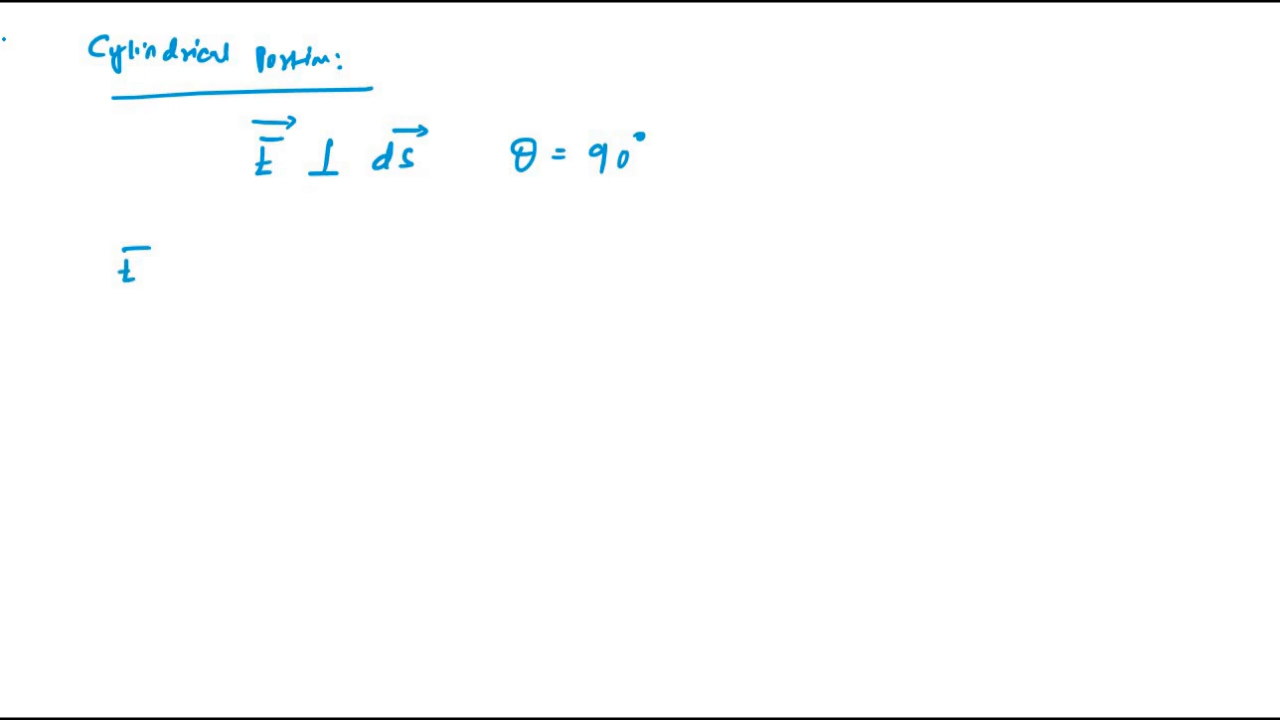 Cylindrical Portion:
E⃗ ⊥ ds⃗ θ = 90°
E